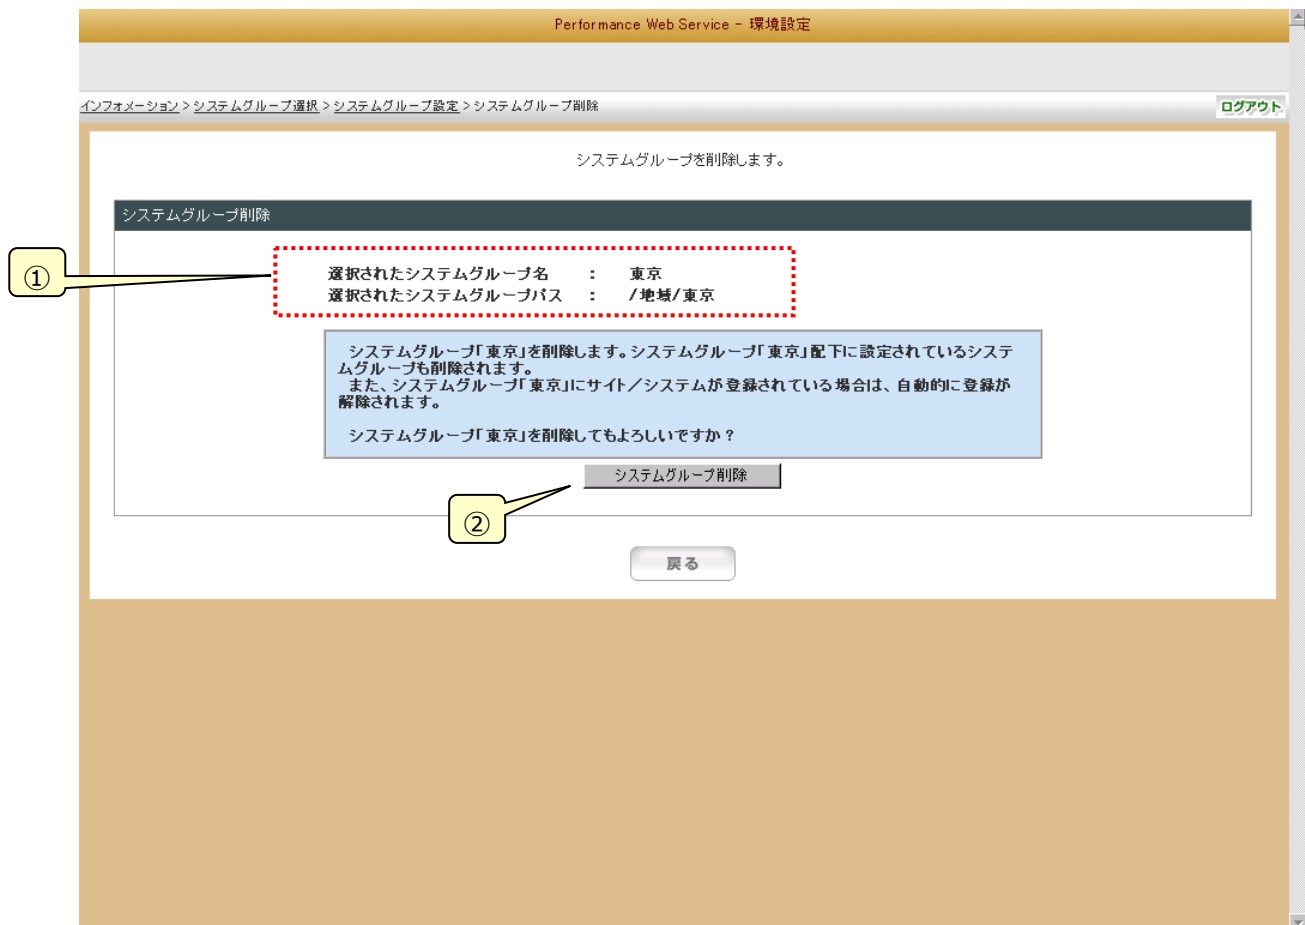 Performance Web Service - 環境設定
インフォメーション > システムグループ選択 > システムグループ設定 > システムグループ削除
ログアウト
システムグループを削除します。
システムグループ削除
①
選択されたシステムグループ名 : 東京
選択されたシステムグループパス : /地域/東京
システムグループ「東京」を削除します。システムグループ「東京」配下に設定されているシステ
ムグループも削除されます。
また、システムグループ「東京」にサイト／システムが登録されている場合は、自動的に登録が
解除されます。
システムグループ「東京」を削除してもよろしいですか？
システムグループ削除
②
戻る